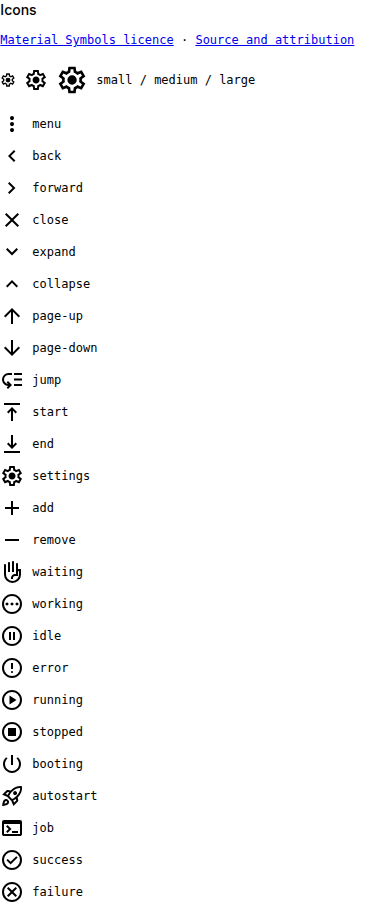 Icons
Material Symbols licence · Source and attribution
small / medium / large
menu
back
forward
close
expand
collapse
page-up
page-down
jump
start
end
settings
add
remove
waiting
working
idle
error
running
stopped
booting
autostart
job
success
failure